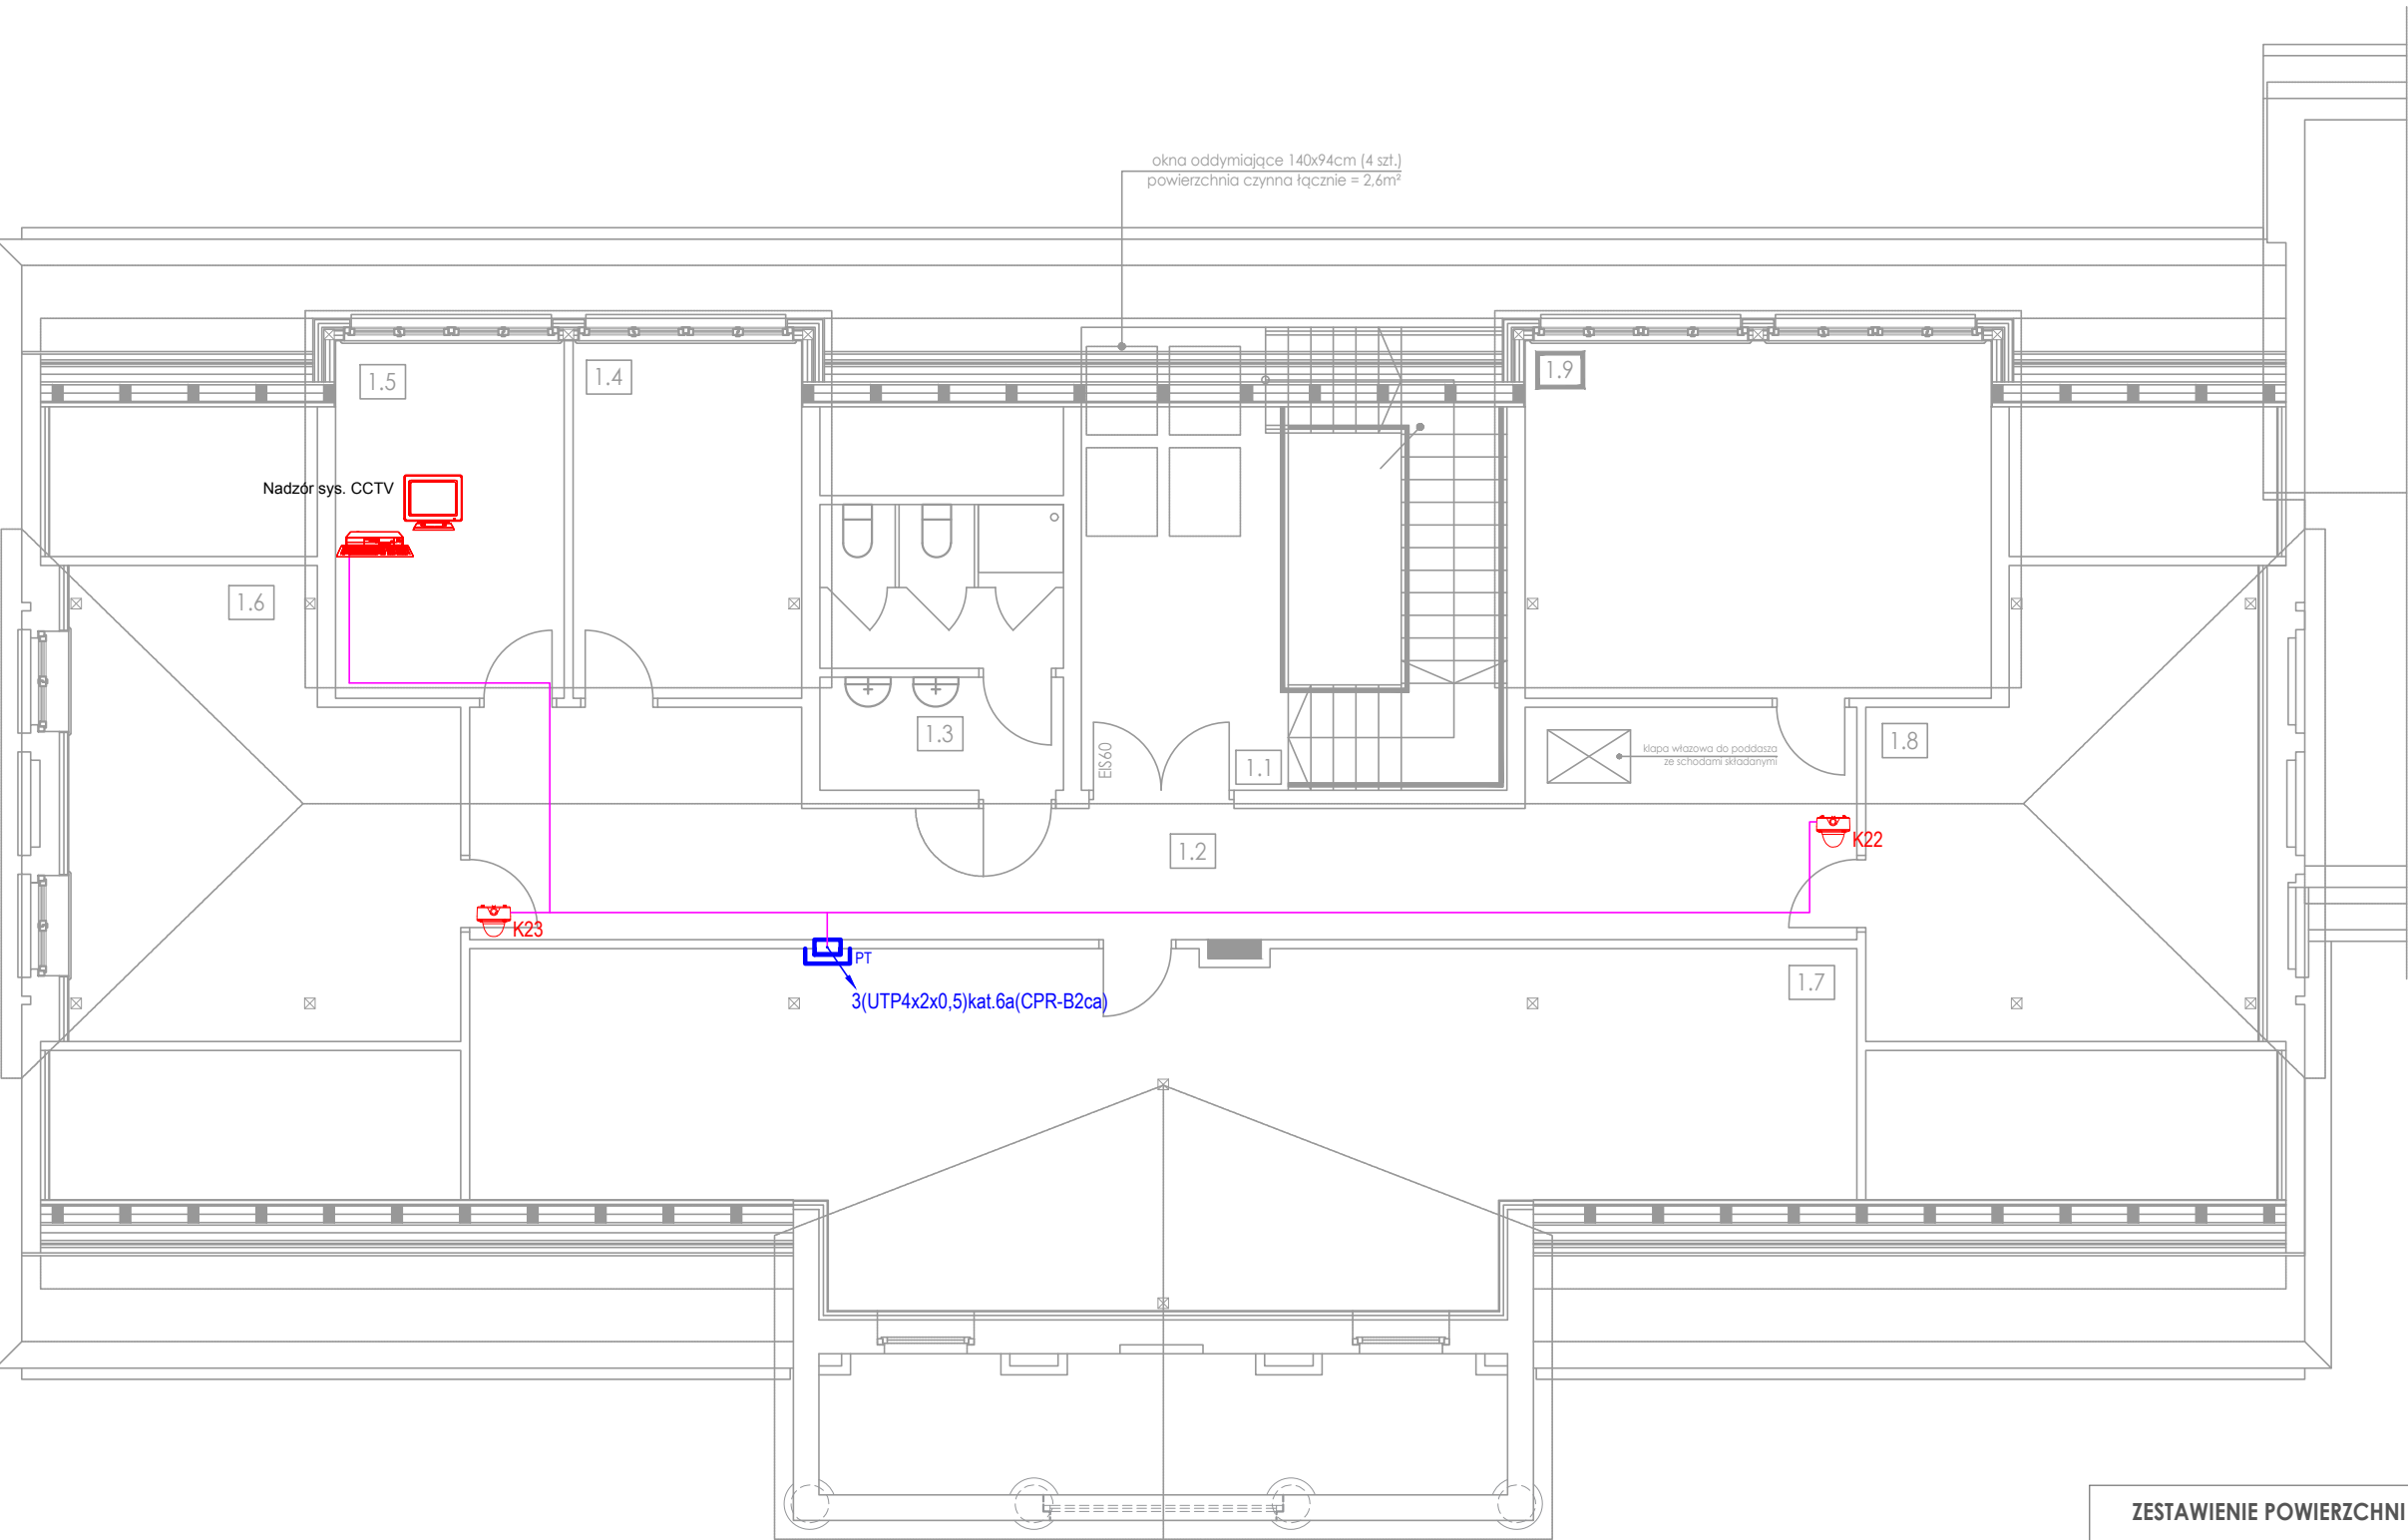 okna oddymiające 140x94cm (4 szt.)
powierzchnia czynna łącznie = 2,6m²
1.5
1.4
1.9
Nadzór sys. CCTV
1.6
1.3
EIS60
1.1
klapa włazowa do poddasza
ze schodami składanymi
1.8
1.2
K22
K23
PT
3(UTP4x2x0,5)kat.6a(CPR-B2ca)
1.7
ZESTAWIENIE POWIERZCHNI